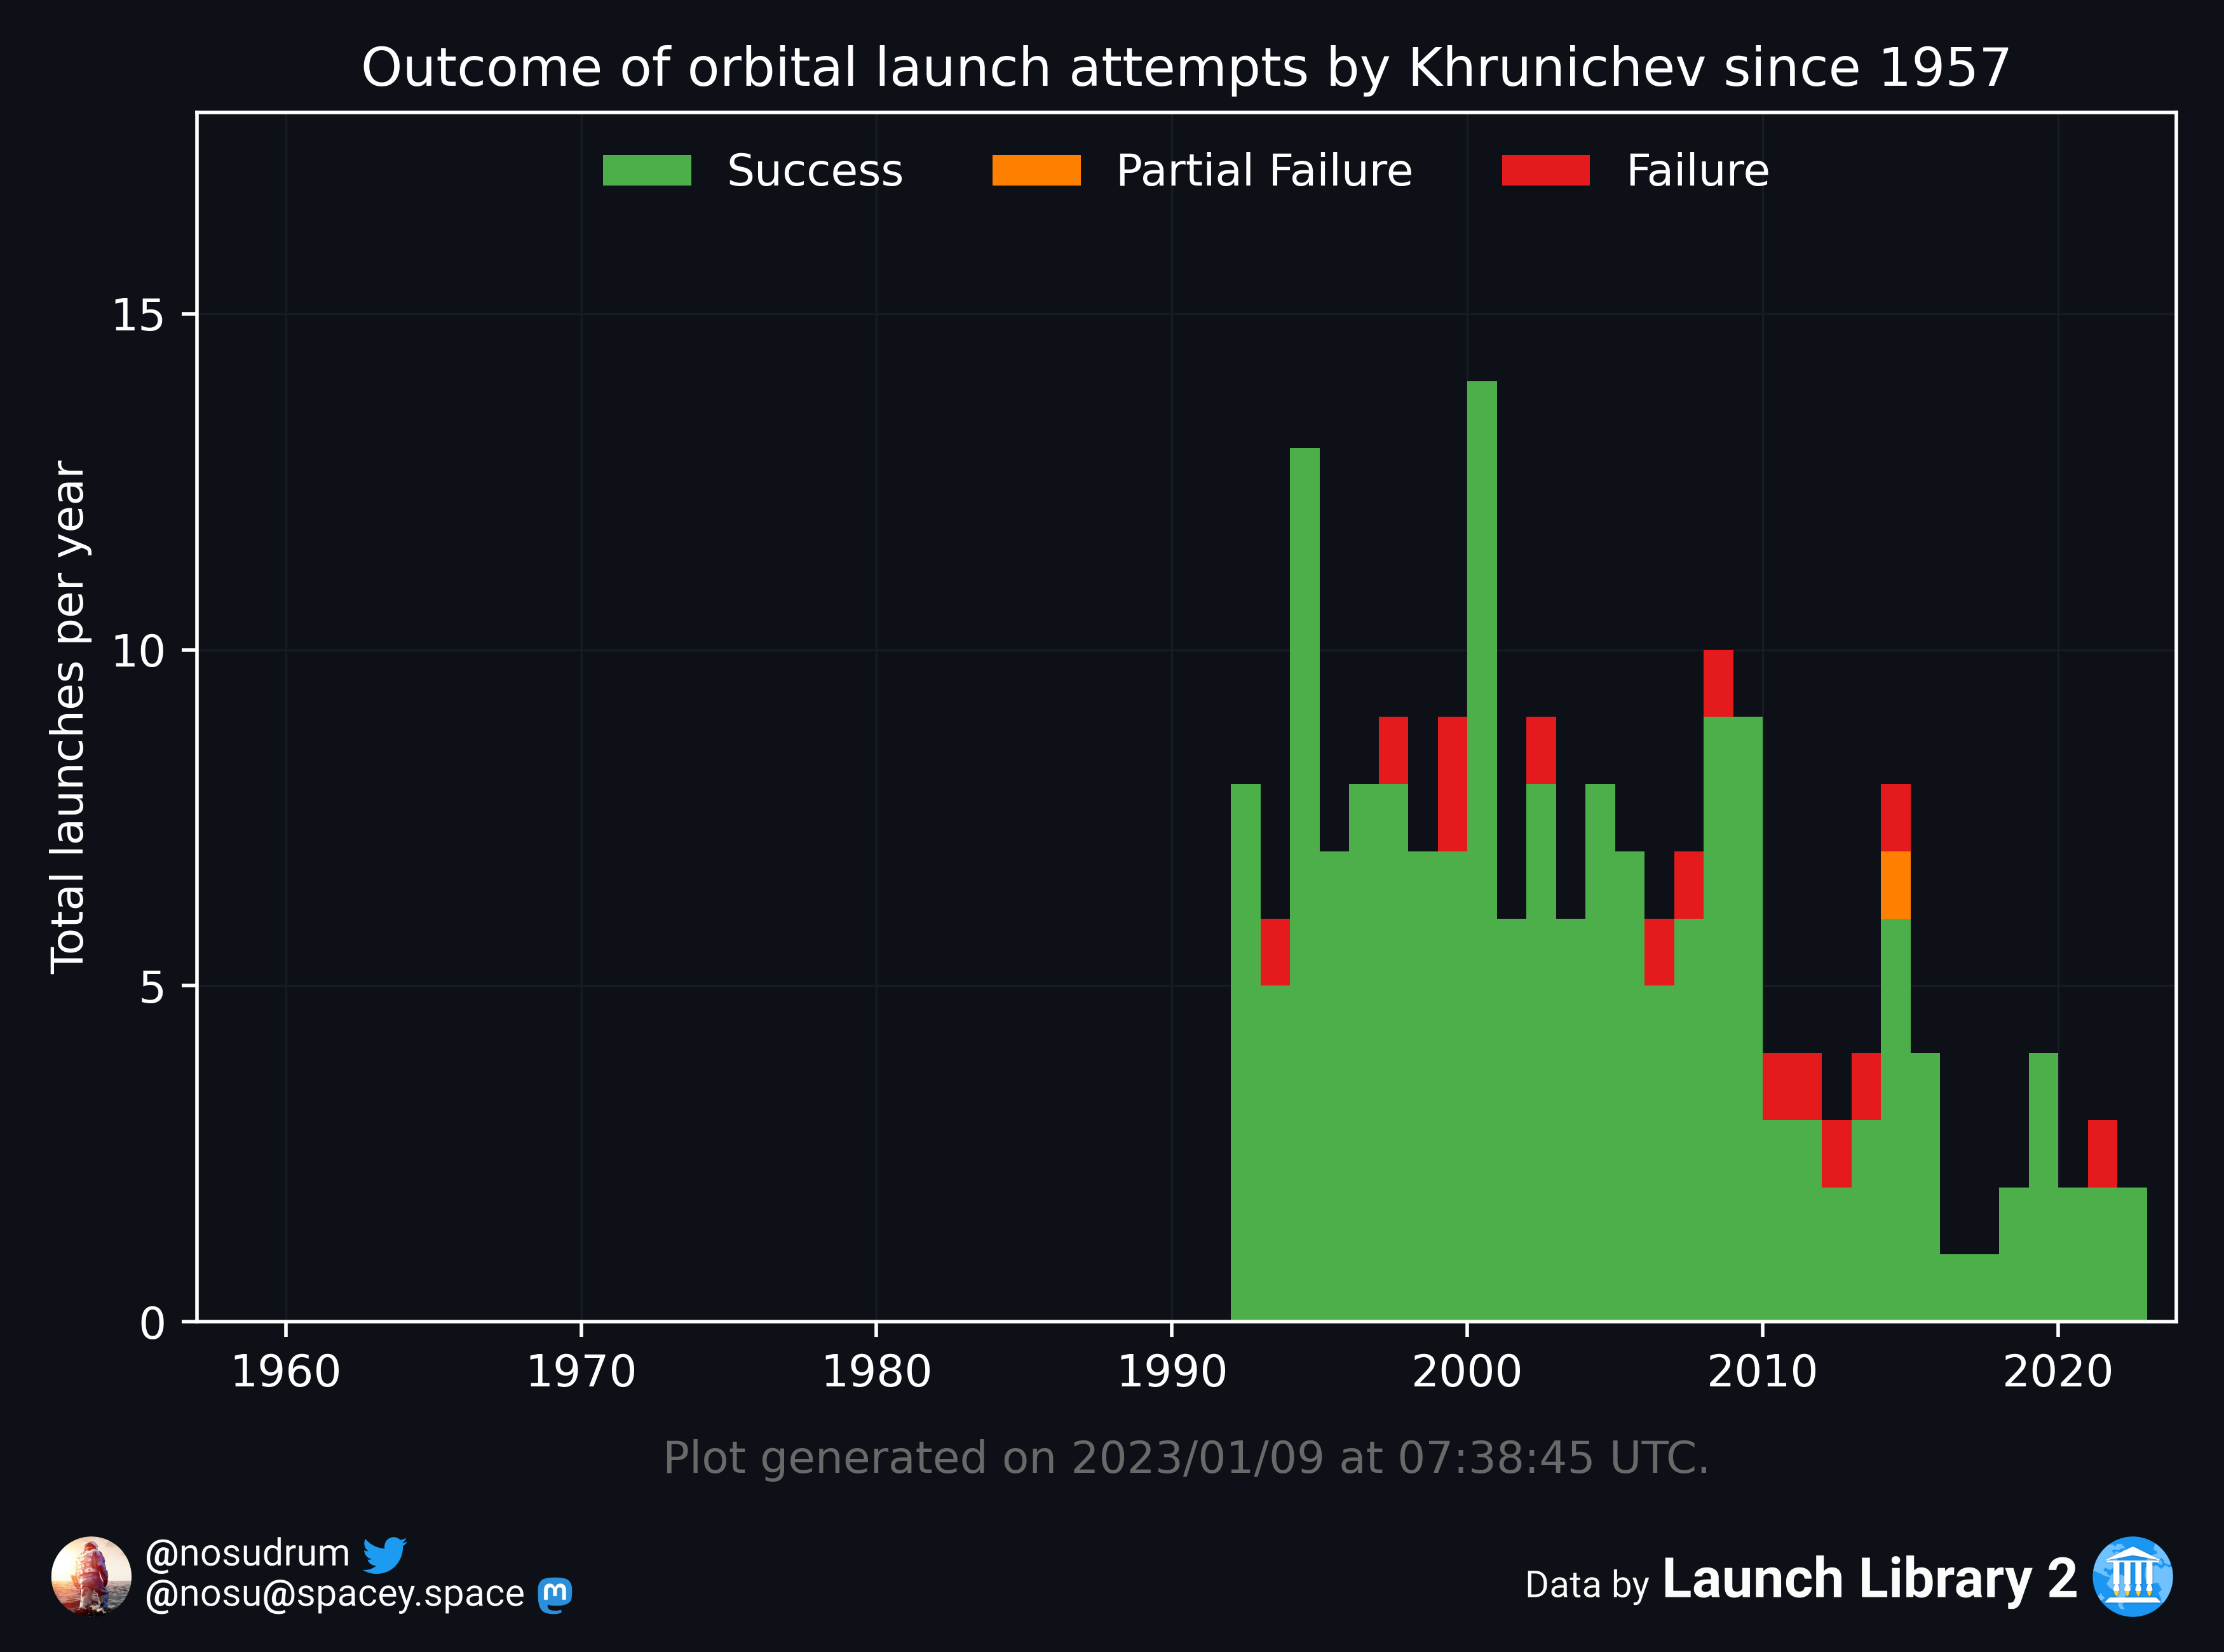 Outcome of orbital launch attempts by Khrunichev since 1957
Success Partial Failure Failure
Total launches per year
15
10
5
0
1960 1970 1980 1990 2000 2010 2020
Plot generated on 2023/01/09 at 07:38:45 UTC.
@nosudrum
@nosu@spacey.space
Data by Launch Library 2